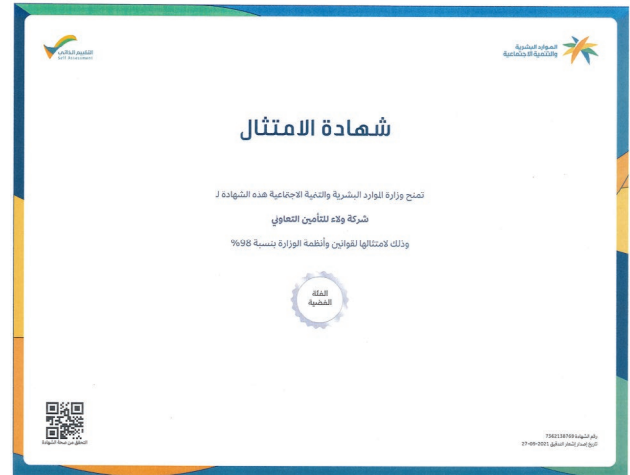 الموارد البشرية
والتنمية الاجتماعية
التقييم الذاتي
Self Assessment
شهادة الامتثال
تمنح وزارة الموارد البشرية والتنمية الاجتماعية هذه الشهادة لـ
شركة ولاء للتأمين التعاوني
وذلك لامتثالها لقوانين وأنظمة الوزارة بنسبة 98%
الفئة
الفضية
رقم الشهادة 7362138769
تاريخ إصدار إشعار التدقيق 2021-09-27
التحقق من صحة الشهادة